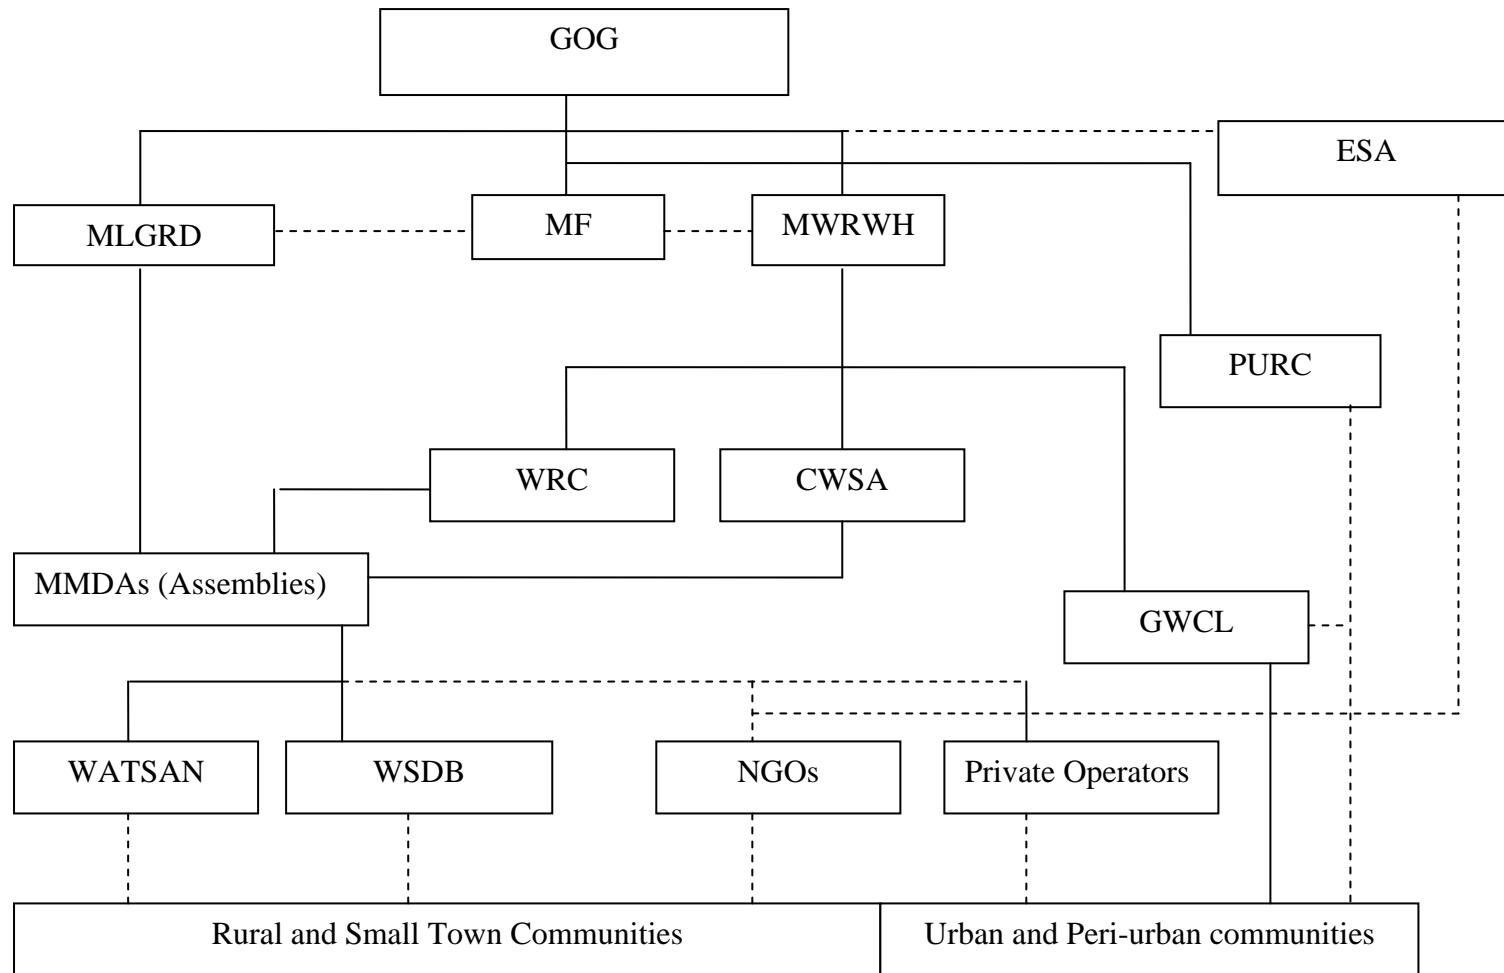 GOG
ESA
MLGRD
MF
MWRWH
PURC
WRC
CWSA
MMDAs (Assemblies)
GWCL
WATSAN
WSDB
NGOs
Private Operators
Rural and Small Town Communities
Urban and Peri-urban communities